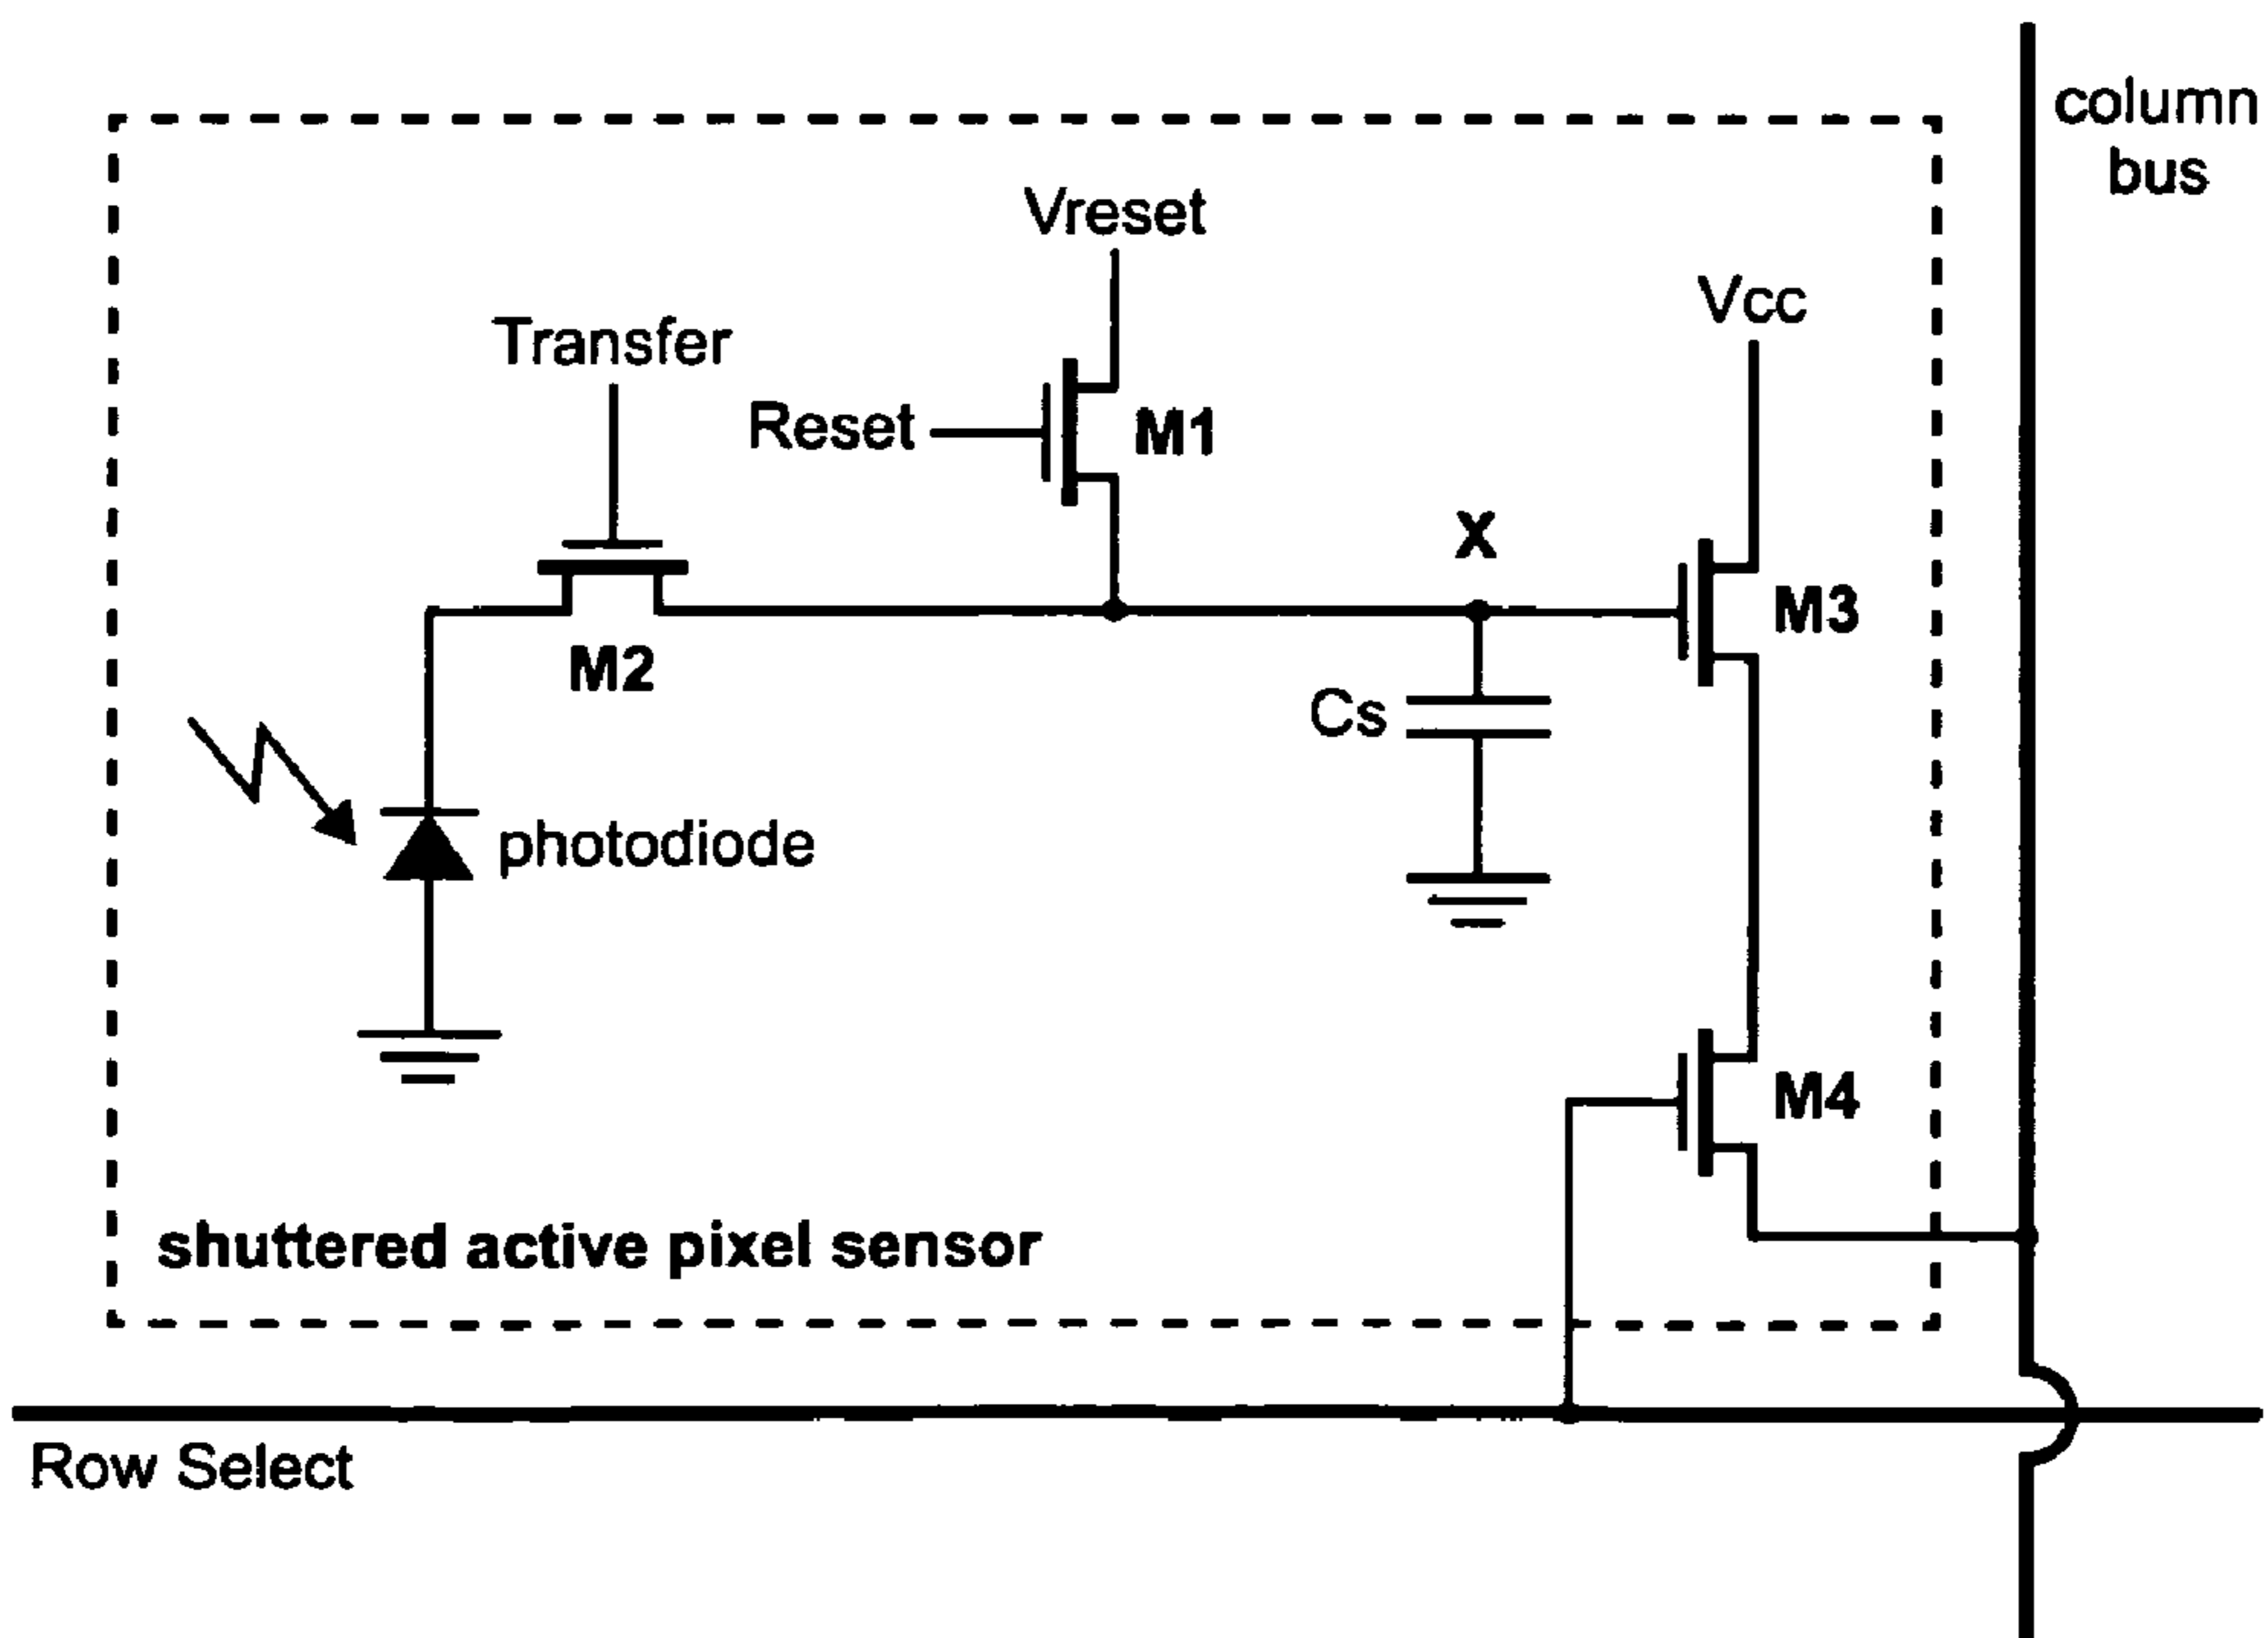 column
bus
Vreset
Vcc
Transfer
Reset
M1
X
M3
M2
Cs
photodiode
M4
shuttered active pixel sensor
Row Select